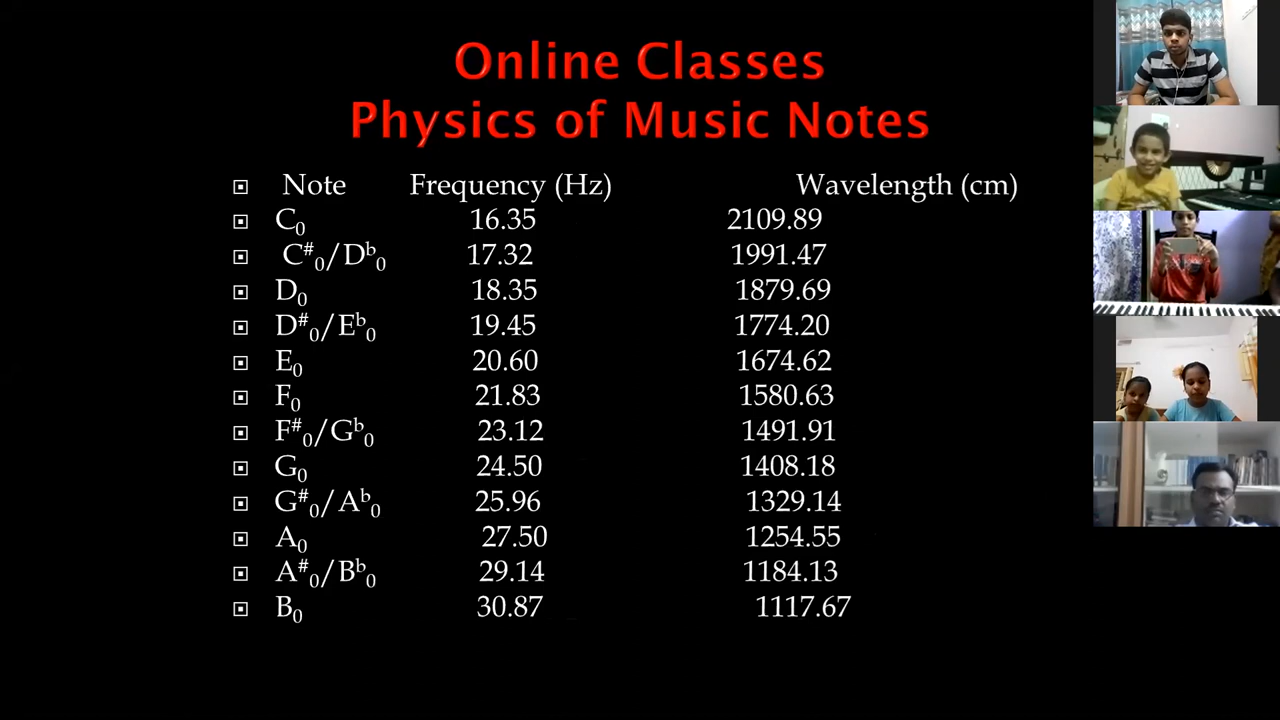 Online Classes
Physics of Music Notes
Note Frequency (Hz) Wavelength (cm)
C₀ 16.35 2109.89
C#₀/Db₀ 17.32 1991.47
D₀ 18.35 1879.69
D#₀/Eb₀ 19.45 1774.20
E₀ 20.60 1674.62
F₀ 21.83 1580.63
F#₀/Gb₀ 23.12 1491.91
G₀ 24.50 1408.18
G#₀/Ab₀ 25.96 1329.14
A₀ 27.50 1254.55
A#₀/Bb₀ 29.14 1184.13
B₀ 30.87 1117.67